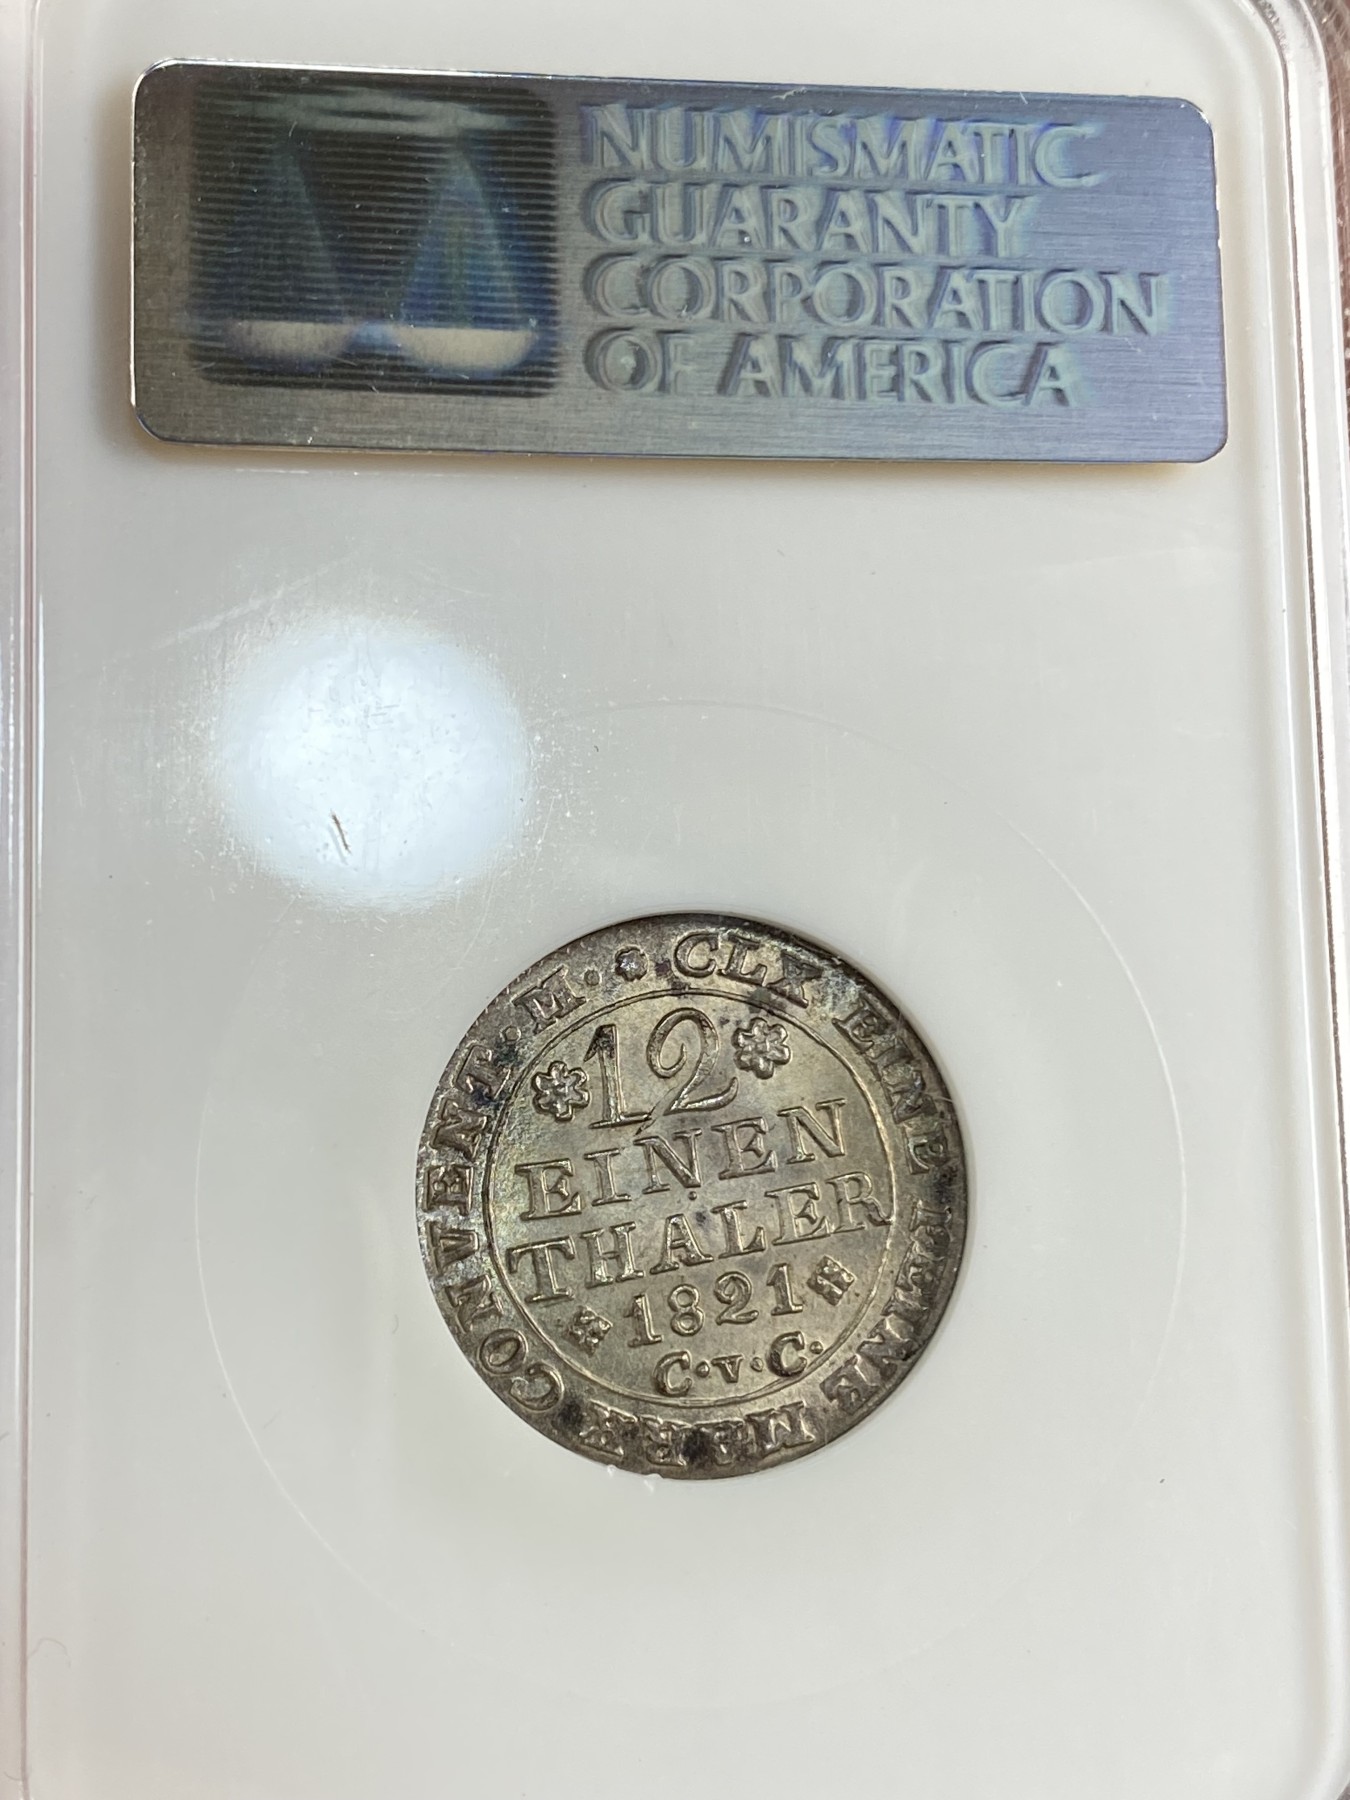 NUMISMATIC
GUARANTY
CORPORATION
OF AMERICA
CLX EINE FEINE MARK CONVENT·M·
12
EINEN
THALER
1821
C·v·C·